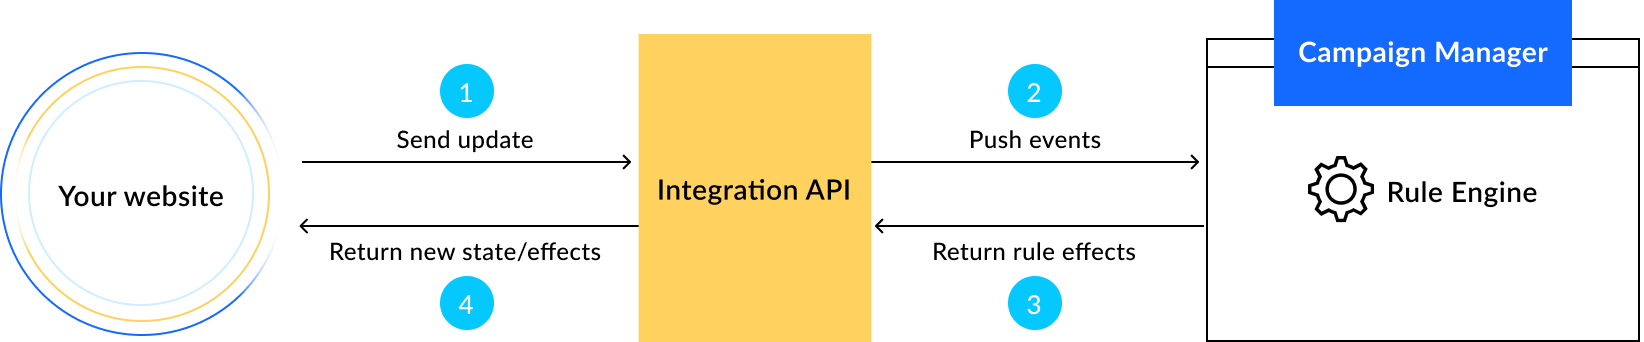 Campaign Manager
1
2
Send update
Push events
Your website
Integration API
Rule Engine
Return new state/effects
Return rule effects
4
3